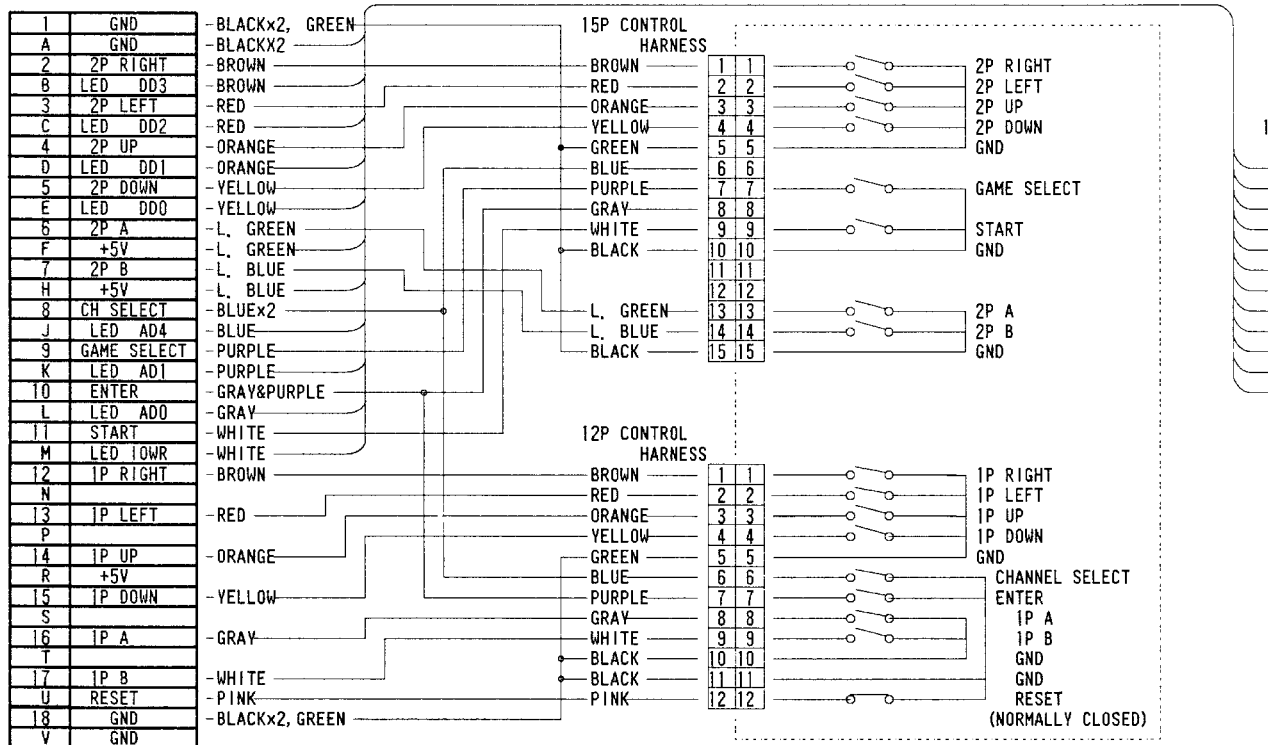 1 GND -BLACKx2, GREEN
A GND -BLACKX2
2 2P RIGHT -BROWN
B LED DD3 -BROWN
3 2P LEFT -RED
C LED DD2 -RED
4 2P UP -ORANGE
D LED DD1 -ORANGE
5 2P DOWN -YELLOW
E LED DD0 -YELLOW
6 2P A -L. GREEN
F +5V -L. GREEN
7 2P B -L. BLUE
H +5V -L. BLUE
8 CH SELECT -BLUEx2
J LED AD4 -BLUE
9 GAME SELECT -PURPLE
K LED AD1 -PURPLE
10 ENTER -GRAY&PURPLE
L LED AD0 -GRAY
11 START -WHITE
M LED IOWR -WHITE
12 1P RIGHT -BROWN
N
13 1P LEFT -RED
P
14 1P UP -ORANGE
R +5V
15 1P DOWN -YELLOW
S
16 1P A -GRAY
T
17 1P B -WHITE
U RESET -PINK
18 GND -BLACKx2, GREEN
V GND
15P CONTROL
HARNESS
BROWN 1 1 2P RIGHT
RED 2 2 2P LEFT
ORANGE 3 3 2P UP
YELLOW 4 4 2P DOWN
GREEN 5 5 GND
BLUE 6 6
PURPLE 7 7 GAME SELECT
GRAY 8 8
WHITE 9 9 START
BLACK 10 10 GND
11 11
12 12
L. GREEN 13 13 2P A
L. BLUE 14 14 2P B
BLACK 15 15 GND
12P CONTROL
HARNESS
BROWN 1 1 1P RIGHT
RED 2 2 1P LEFT
ORANGE 3 3 1P UP
YELLOW 4 4 1P DOWN
GREEN 5 5 GND
BLUE 6 6 CHANNEL SELECT
PURPLE 7 7 ENTER
GRAY 8 8 1P A
WHITE 9 9 1P B
BLACK 10 10 GND
BLACK 11 11 GND
PINK 12 12 RESET
(NORMALLY CLOSED)
1